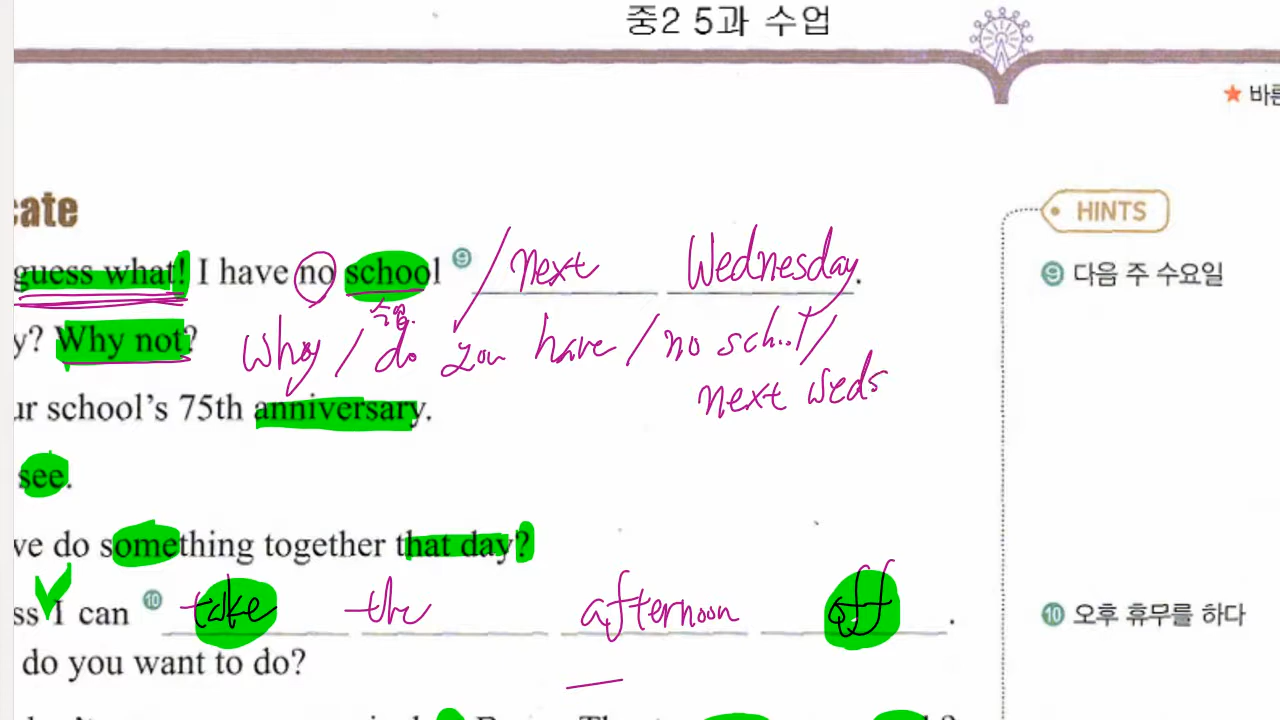 중2 5과 수업
★ 바른
cate
HINTS
guess what! I have no school ⑨ / next Wednesday.
⑨ 다음 주 수요일
수업.
y? Why not? Why / do you have / no school /
next Weds
ur school's 75th anniversary.
see.
ve do something together that day?
ss I can ⑩ take the afternoon off.
⑩ 오후 휴무를 하다
do you want to do?